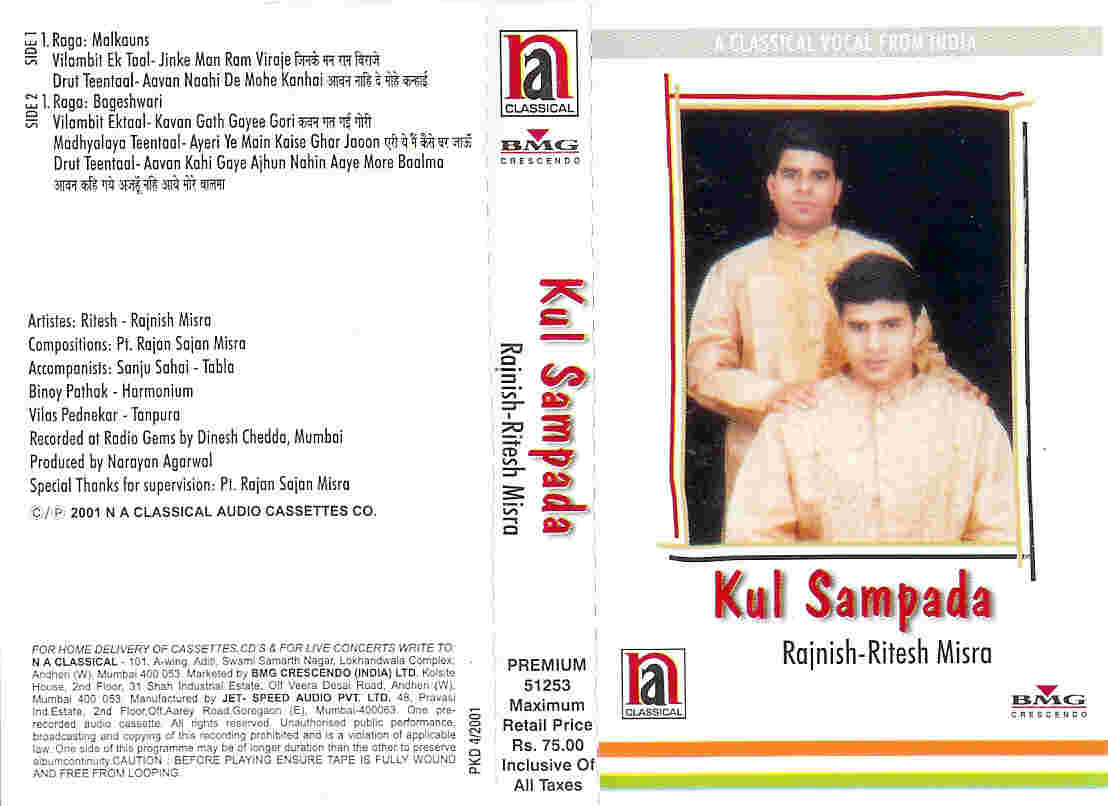 SIDE 1
1. Raga: Malkauns
Vilambit Ek Taal- Jinke Man Ram Viraje जिनके मन राम विराजे
Drut Teentaal- Aavan Naahi De Mohe Kanhai आवन नाहि दे मोहे कन्हाई
SIDE 2
1. Raga: Bageshwari
Vilambit Ektaal- Kavan Gath Gayee Gori कवन गत गई गोरी
Madhyalaya Teentaal- Ayeri Ye Main Kaise Ghar Jaoon एरी ये मैं कैसे घर जाऊँ
Drut Teentaal- Aavan Kahi Gaye Ajhun Nahin Aaye More Baalma
आवन कहि गये अजहूँ नहि आये मोरे बालमा
Artistes: Ritesh - Rajnish Misra
Compositions: Pt. Rajan Sajan Misra
Accompanists: Sanju Sahai - Tabla
Binoy Pathak - Harmonium
Vilas Pednekar - Tanpura
Recorded at Radio Gems by Dinesh Chedda, Mumbai
Produced by Narayan Agarwal
Special Thanks for supervision: Pt. Rajan Sajan Misra
©/℗ 2001 N A CLASSICAL AUDIO CASSETTES CO.
FOR HOME DELIVERY OF CASSETTES,CD'S & FOR LIVE CONCERTS WRITE TO:
N A CLASSICAL - 101, A-wing, Aditi, Swami Samarth Nagar, Lokhandwala Complex,
Andheri (W), Mumbai 400 053. Marketed by BMG CRESCENDO (INDIA) LTD. Kolsite
House, 2nd Floor, 31 Shah Industrial Estate, Off Veera Desai Road, Andheri (W),
Mumbai 400 053. Manufactured by JET- SPEED AUDIO PVT. LTD. 48, Pravasi
Ind.Estate, 2nd Floor,Off.Aarey Road,Goregaon (E), Mumbai-400063. One pre-
recorded audio cassette. All rights reserved. Unauthorised public performance,
broadcasting and copying of this recording prohibited and is a violation of applicable
law. One side of this programme may be of longer duration than the other to preserve
albumcontinuity.CAUTION : BEFORE PLAYING ENSURE TAPE IS FULLY WOUND
AND FREE FROM LOOPING.
PKD 4/2001
na
CLASSICAL
BMG
CRESCENDO
Kul Sampada
Rajnish-Ritesh Misra
PREMIUM
51253
Maximum
Retail Price
Rs. 75.00
Inclusive Of
All Taxes
A CLASSICAL VOCAL FROM INDIA
Kul Sampada
Rajnish-Ritesh Misra
na
CLASSICAL
BMG
CRESCENDO